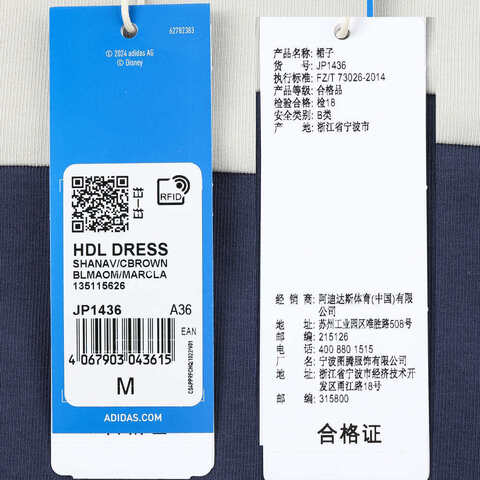 62782383
© 2024 adidas AG
© Disney
RFID
HDL DRESS
SHANAV/CBROWN
BLMAOM/MARCLA
135115626
JP1436 A36
EAN
4 067903 043615
M
ADIDAS.COM
合格证
产品名称: 裙子
货 号: JP1436
执行标准: FZ/T 73026-2014
产品等级: 合格品
检验合格: 检18
安全类别: B类
产 地: 浙江省宁波市
经 销 商: 阿迪达斯体育(中国)有限
公司
地 址: 苏州工业园区唯胜路508号
邮 编: 215126
电 话: 400 880 1515
厂 名: 宁波图腾服饰有限公司
地 址: 浙江省宁波市经济技术开
发区甬江路18号
邮 编: 315800
合格证